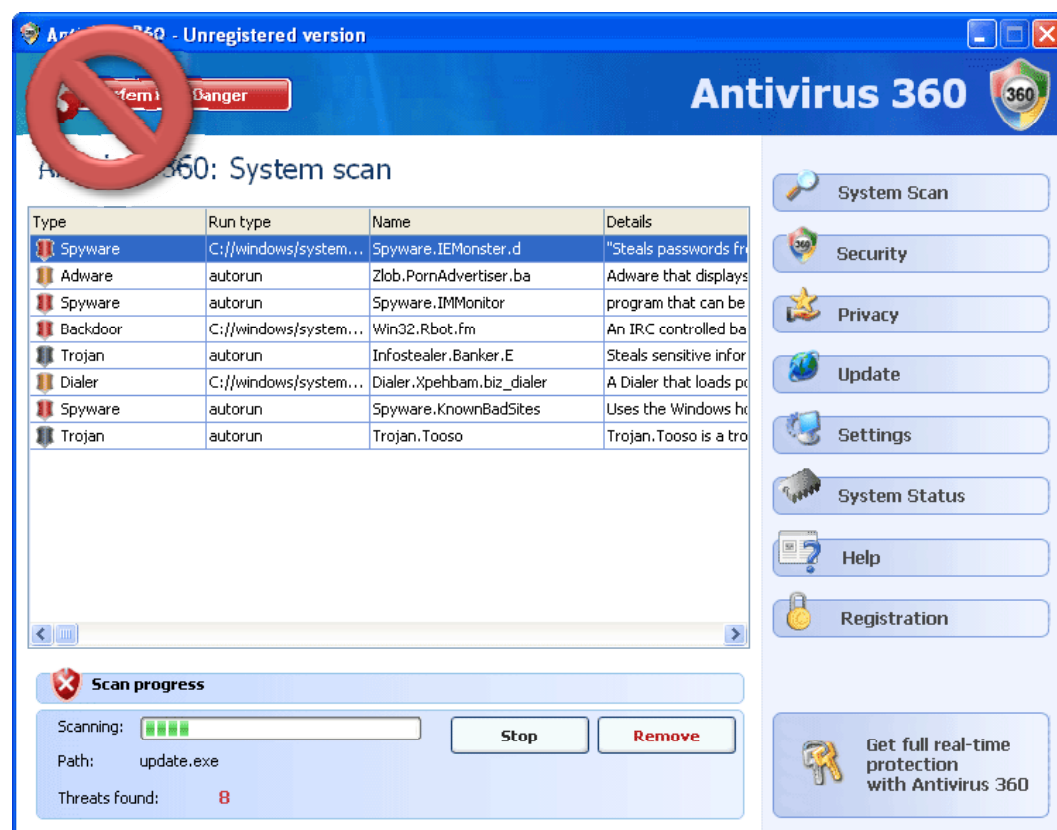 - Unregistered version
Danger
Antivirus 360
360
360: System scan
Type Run type Name Details
Spyware C://windows/system... Spyware.IEMonster.d "Steals passwords fr
Adware autorun Zlob.PornAdvertiser.ba Adware that displays
Spyware autorun Spyware.IMMonitor program that can be
Backdoor C://windows/system... Win32.Rbot.fm An IRC controlled ba
Trojan autorun Infostealer.Banker.E Steals sensitive infor
Dialer C://windows/system... Dialer.Xpehbam.biz_dialer A Dialer that loads po
Spyware autorun Spyware.KnownBadSites Uses the Windows ho
Trojan autorun Trojan.Tooso Trojan.Tooso is a tro
System Scan
360
Security
Privacy
Update
Settings
System Status
Help
Registration
Scan progress
Scanning:
Stop
Remove
Path: update.exe
Threats found: 8
Get full real-time
protection
with Antivirus 360